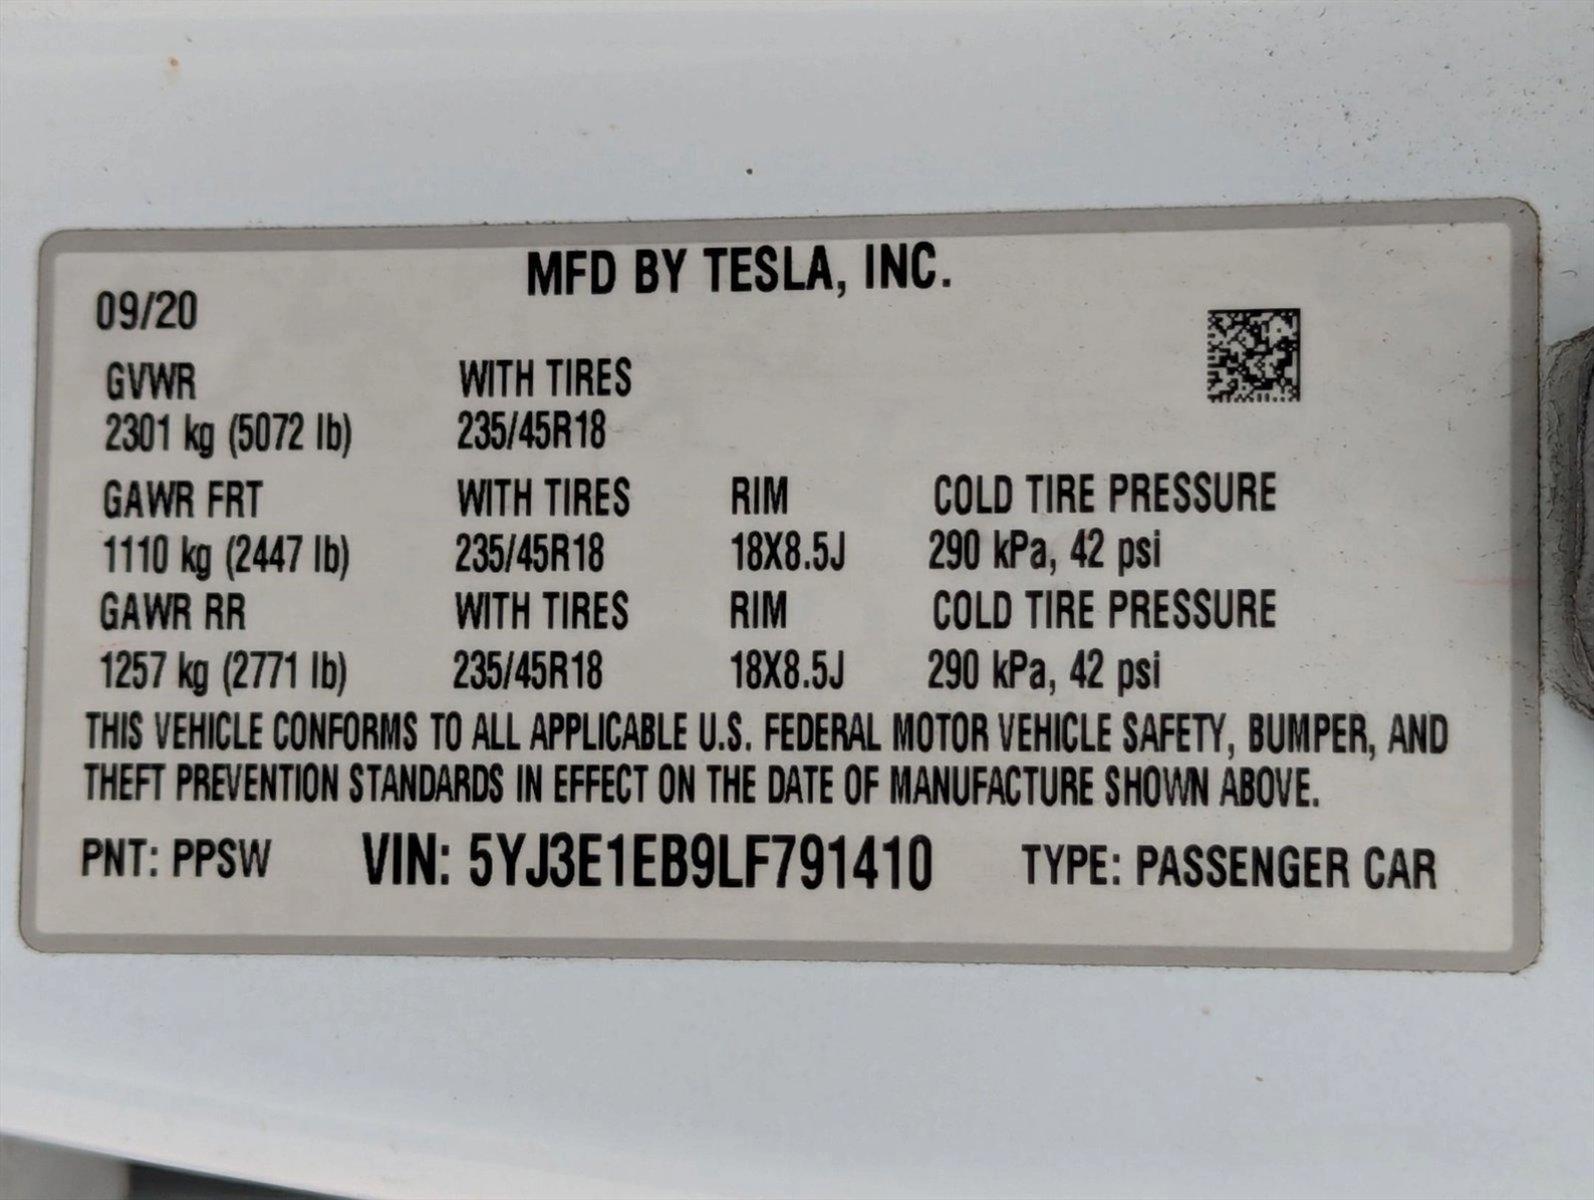 MFD BY TESLA, INC.
09/20
GVWR WITH TIRES
2301 kg (5072 lb) 235/45R18
GAWR FRT WITH TIRES RIM COLD TIRE PRESSURE
1110 kg (2447 lb) 235/45R18 18X8.5J 290 kPa, 42 psi
GAWR RR WITH TIRES RIM COLD TIRE PRESSURE
1257 kg (2771 lb) 235/45R18 18X8.5J 290 kPa, 42 psi
THIS VEHICLE CONFORMS TO ALL APPLICABLE U.S. FEDERAL MOTOR VEHICLE SAFETY, BUMPER, AND
THEFT PREVENTION STANDARDS IN EFFECT ON THE DATE OF MANUFACTURE SHOWN ABOVE.
PNT: PPSW VIN: 5YJ3E1EB9LF791410 TYPE: PASSENGER CAR